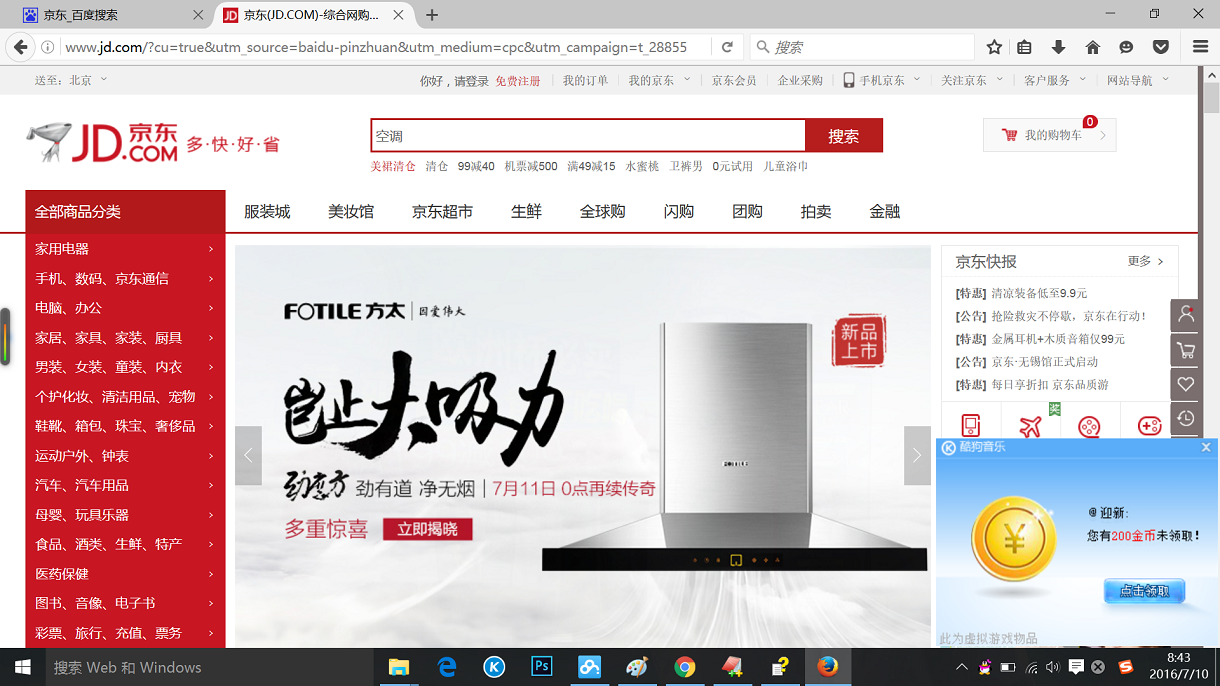 京东_百度搜索
京东(JD.COM)-综合网购...
www.jd.com/?cu=true&utm_source=baidu-pinzhuan&utm_medium=cpc&utm_campaign=t_28855
搜索
送至：北京
你好，请登录 免费注册 我的订单 我的京东 京东会员 企业采购 手机京东 关注京东 客户服务 网站导航
JD.COM 京东 多·快·好·省
空调
搜索
0
我的购物车
美裙清仓 清仓 99减40 机票减500 满49减15 水蜜桃 卫裤男 0元试用 儿童浴巾
全部商品分类
服装城 美妆馆 京东超市 生鲜 全球购 闪购 团购 拍卖 金融
家用电器
手机、数码、京东通信
电脑、办公
家居、家具、家装、厨具
男装、女装、童装、内衣
个护化妆、清洁用品、宠物
鞋靴、箱包、珠宝、奢侈品
运动户外、钟表
汽车、汽车用品
母婴、玩具乐器
食品、酒类、生鲜、特产
医药保健
图书、音像、电子书
彩票、旅行、充值、票务
FOTILE 方太 因爱伟大
新品
上市
岂止大吸力
劲魔方 劲有道 净无烟 7月11日 0点再续传奇
多重惊喜 立即揭晓
FOTILE
京东快报
更多
[特惠] 清凉装备低至9.9元
[公告] 抢险救灾不停歇，京东在行动！
[特惠] 金属耳机+木质音箱仅99元
[公告] 京东·无锡馆正式启动
[特惠] 每日享折扣 京东品质游
奖
酷狗音乐
@ 迎新:
您有200金币未领取！
点击领取
此为虚拟游戏物品
搜索 Web 和 Windows
Ps
8:43
2016/7/10